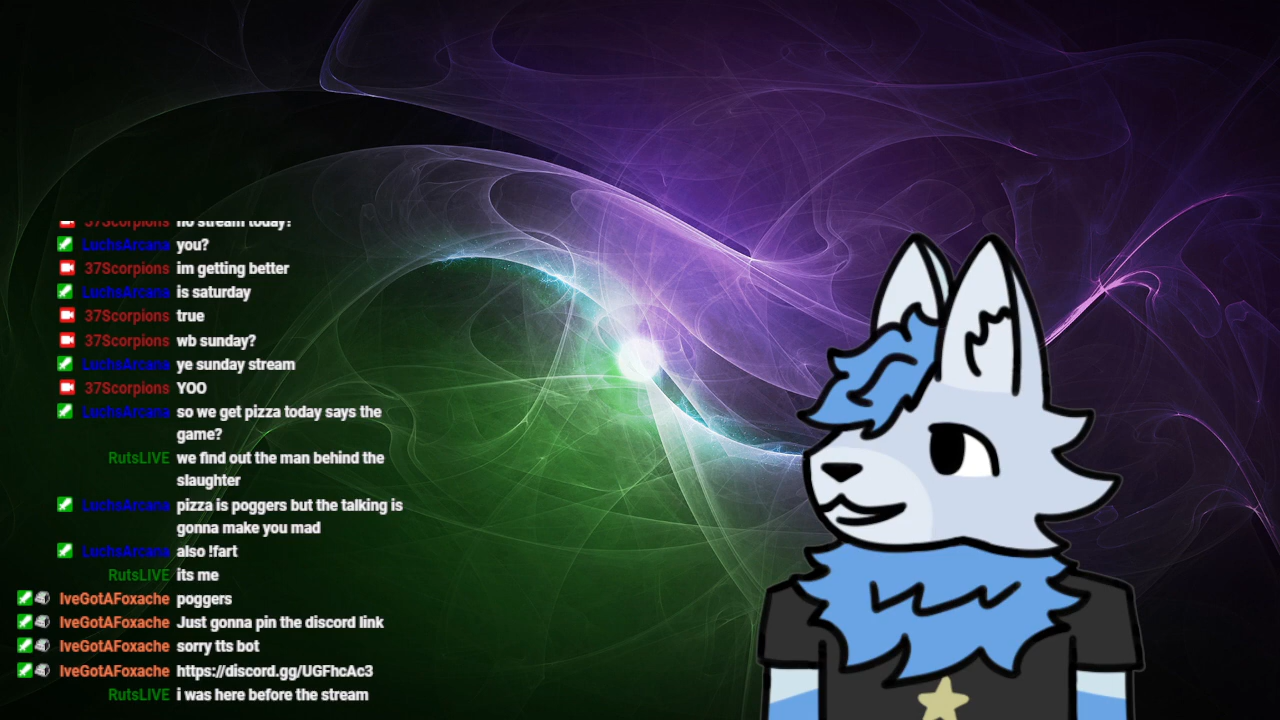 37Scorpions no stream today?
LuchsArcana you?
37Scorpions im getting better
LuchsArcana is saturday
37Scorpions true
37Scorpions wb sunday?
LuchsArcana ye sunday stream
37Scorpions YOO
LuchsArcana so we get pizza today says the
game?
RutsLIVE we find out the man behind the
slaughter
LuchsArcana pizza is poggers but the talking is
gonna make you mad
LuchsArcana also !fart
RutsLIVE its me
IveGotAFoxache poggers
IveGotAFoxache Just gonna pin the discord link
IveGotAFoxache sorry tts bot
IveGotAFoxache https://discord.gg/UGFhcAc3
RutsLIVE i was here before the stream